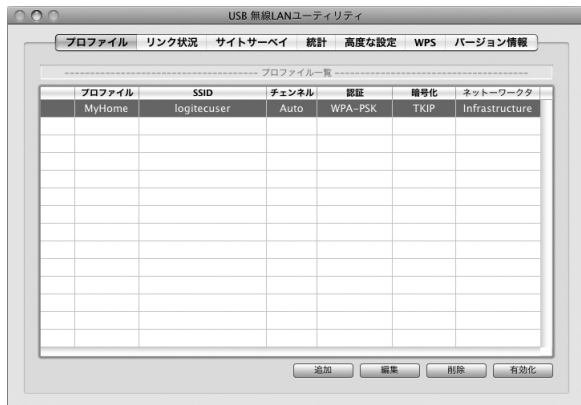 USB 無線LANユーティリティ
プロファイル リンク状況 サイトサーベイ 統計 高度な設定 WPS バージョン情報
プロファイル一覧
プロファイル SSID チェンネル 認証 暗号化 ネットーワークタ
MyHome logitecuser Auto WPA-PSK TKIP Infrastructure
追加 編集 削除 有効化